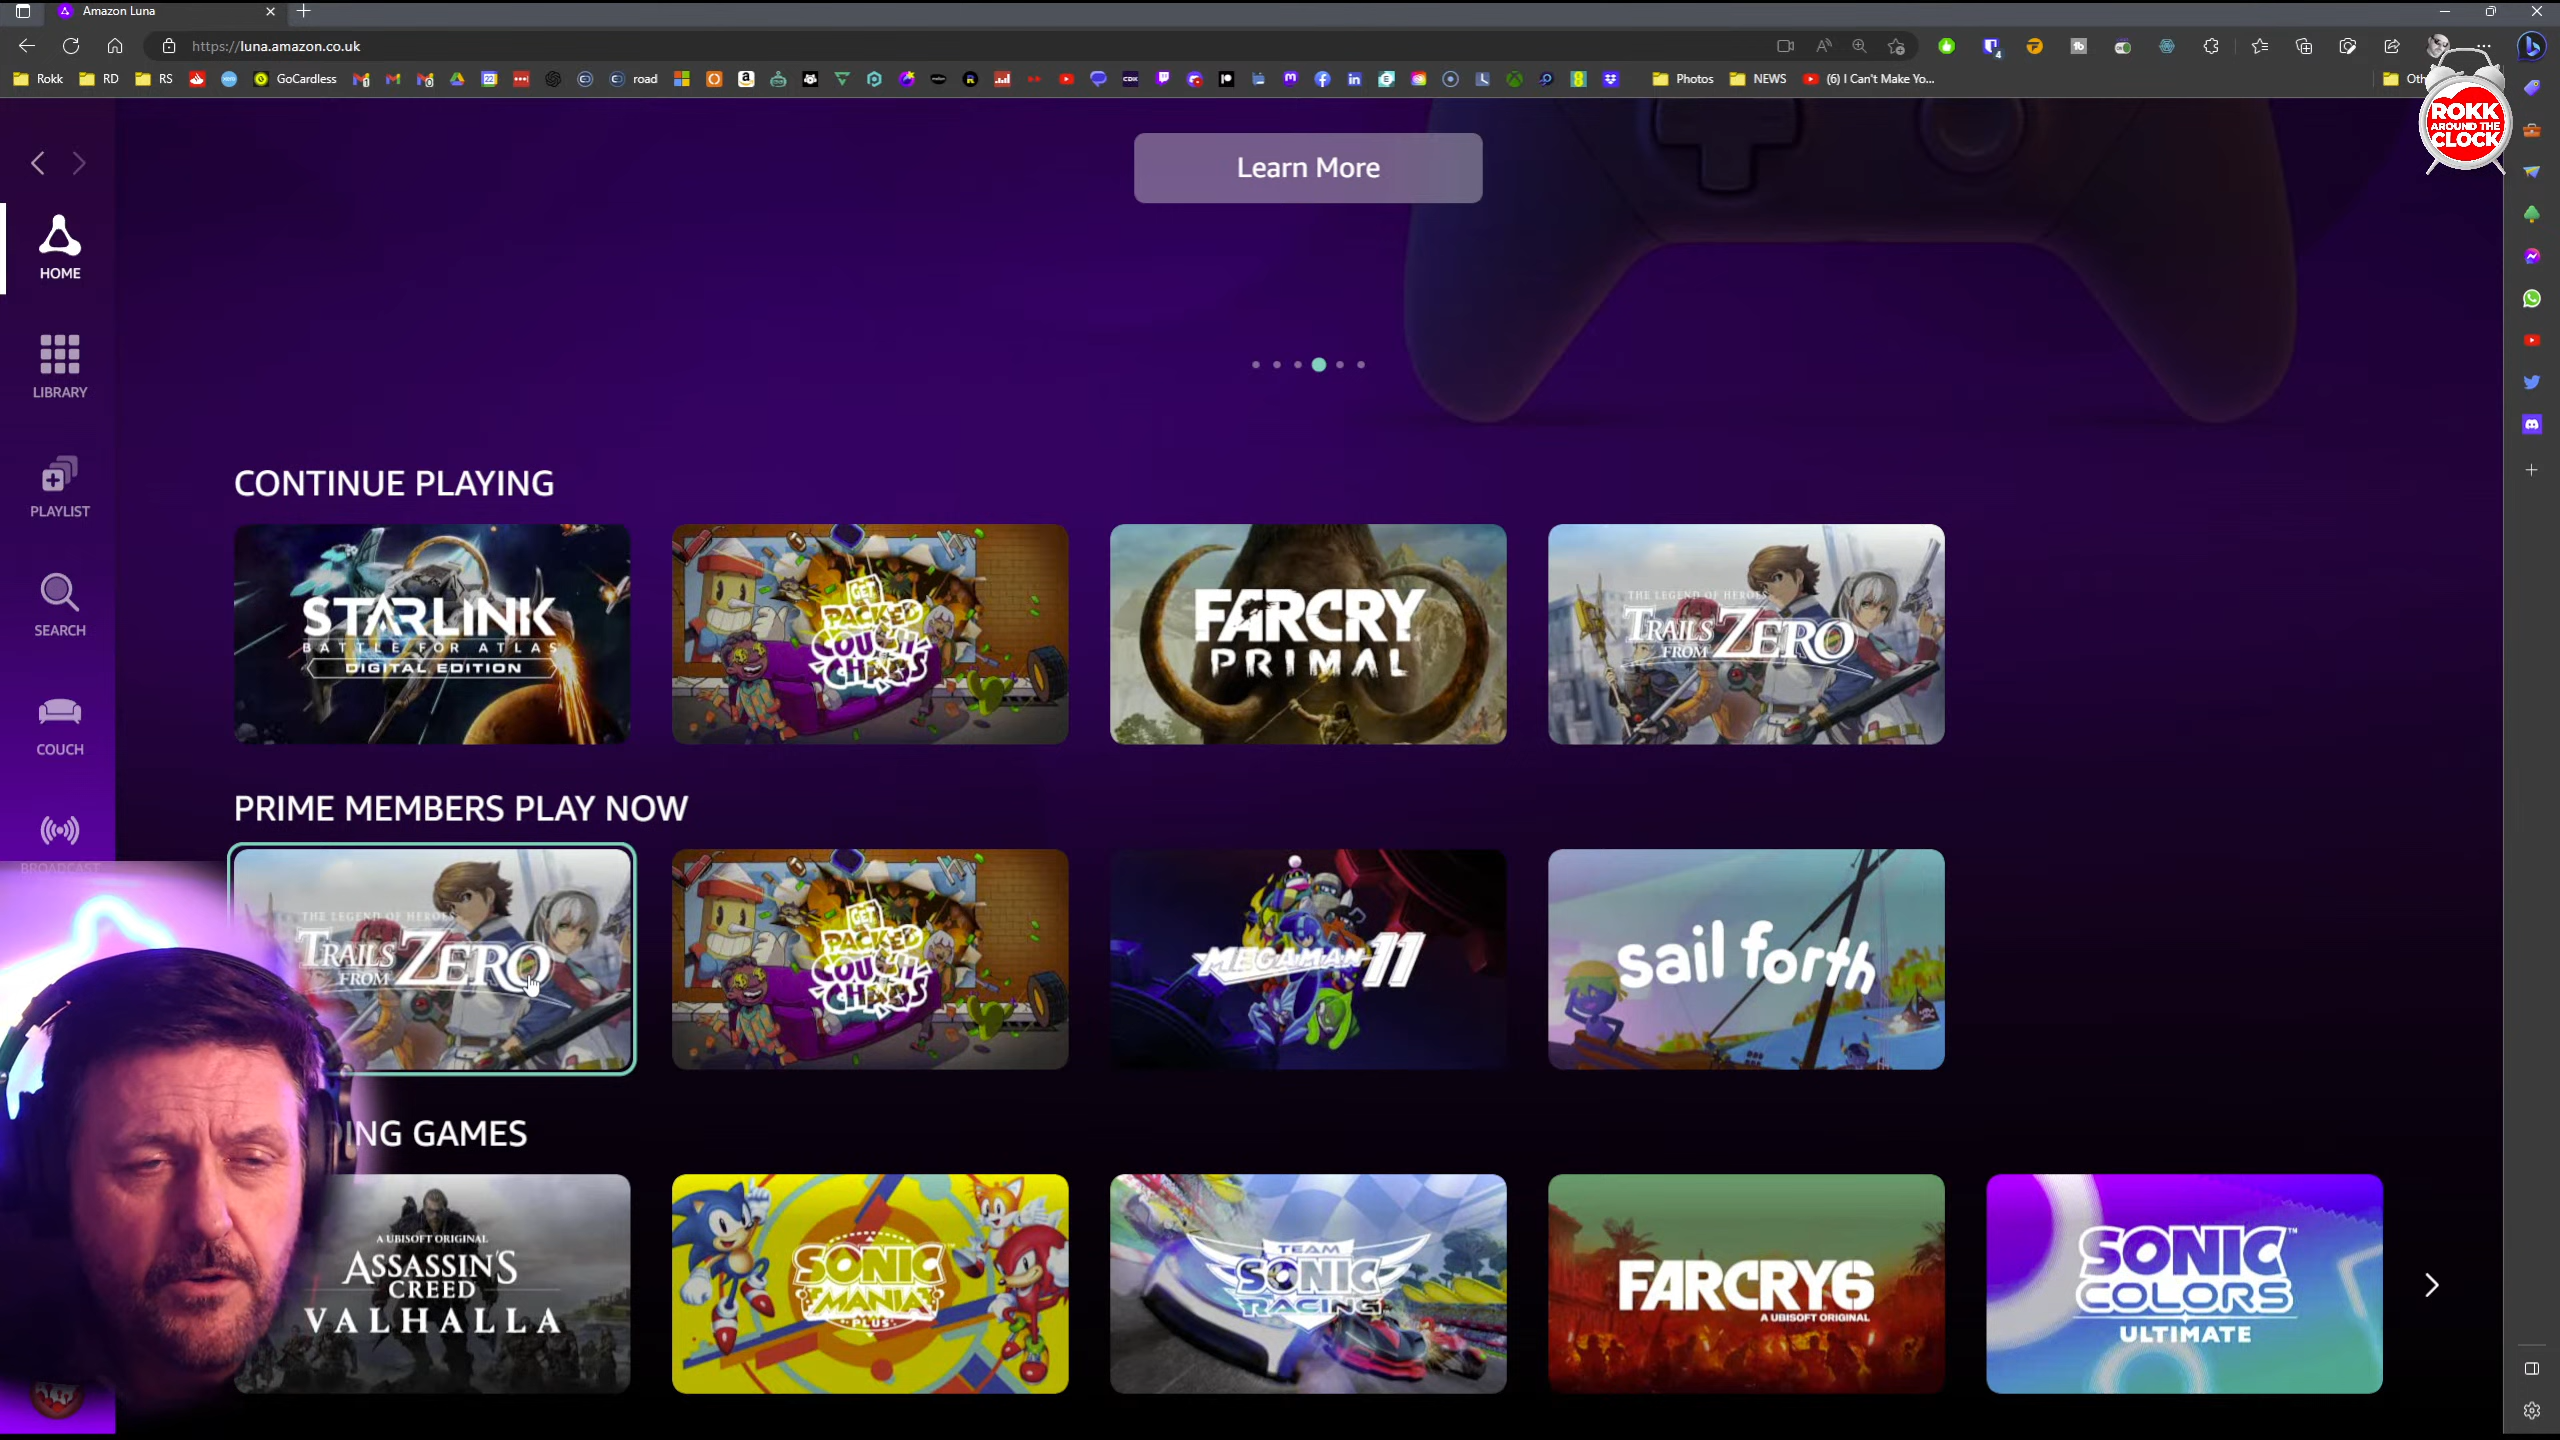 Amazon Luna
https://luna.amazon.co.uk
Rokk
RD
RS
GoCardless
road
Photos
NEWS
(6) I Can't Make Yo...
ROKK
AROUND THE
CLOCK
Learn More
HOME
LIBRARY
PLAYLIST
SEARCH
COUCH
BROADCAST
CONTINUE PLAYING
STARLINK
BATTLE FOR ATLAS
DIGITAL EDITION
GET
PACKED
COUCH
CHAOS
FARCRY
PRIMAL
THE LEGEND OF HEROES
TRAILS
FROM
ZERO
PRIME MEMBERS PLAY NOW
THE LEGEND OF HEROES
TRAILS
FROM
ZERO
GET
PACKED
COUCH
CHAOS
MEGAMAN 11
sail forth
ING GAMES
A UBISOFT ORIGINAL
ASSASSIN'S
CREED
VALHALLA
SONIC
MANIA
PLUS
TEAM
SONIC
RACING
FARCRY6
A UBISOFT ORIGINAL
SONIC
COLORS
ULTIMATE